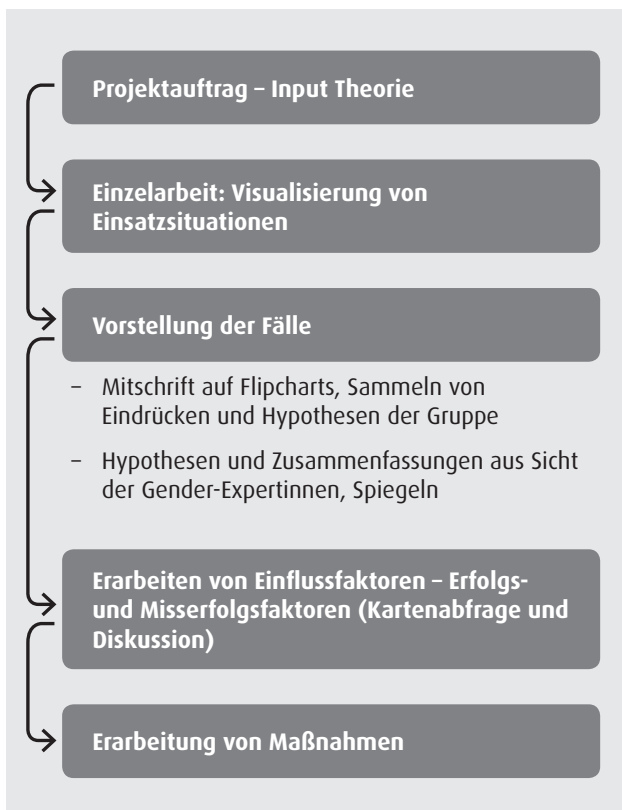 Projektauftrag – Input Theorie
Einzelarbeit: Visualisierung von
Einsatzsituationen
Vorstellung der Fälle
– Mitschrift auf Flipcharts, Sammeln von
Eindrücken und Hypothesen der Gruppe
– Hypothesen und Zusammenfassungen aus Sicht
der Gender-Expertinnen, Spiegeln
Erarbeiten von Einflussfaktoren – Erfolgs-
und Misserfolgsfaktoren (Kartenabfrage und
Diskussion)
Erarbeitung von Maßnahmen